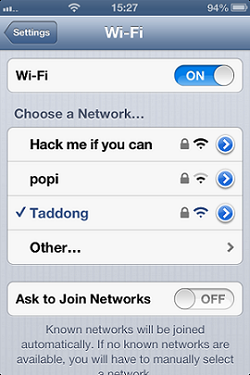 15:27
93%
Settings
Wi-Fi
Wi-Fi
ON
Choose a Network...
Hack me if you can
popi
✓ Taddong
Other...
Ask to Join Networks
OFF
Known networks will be joined
automatically. If no known networks are
available, you will have to manually select
a network.